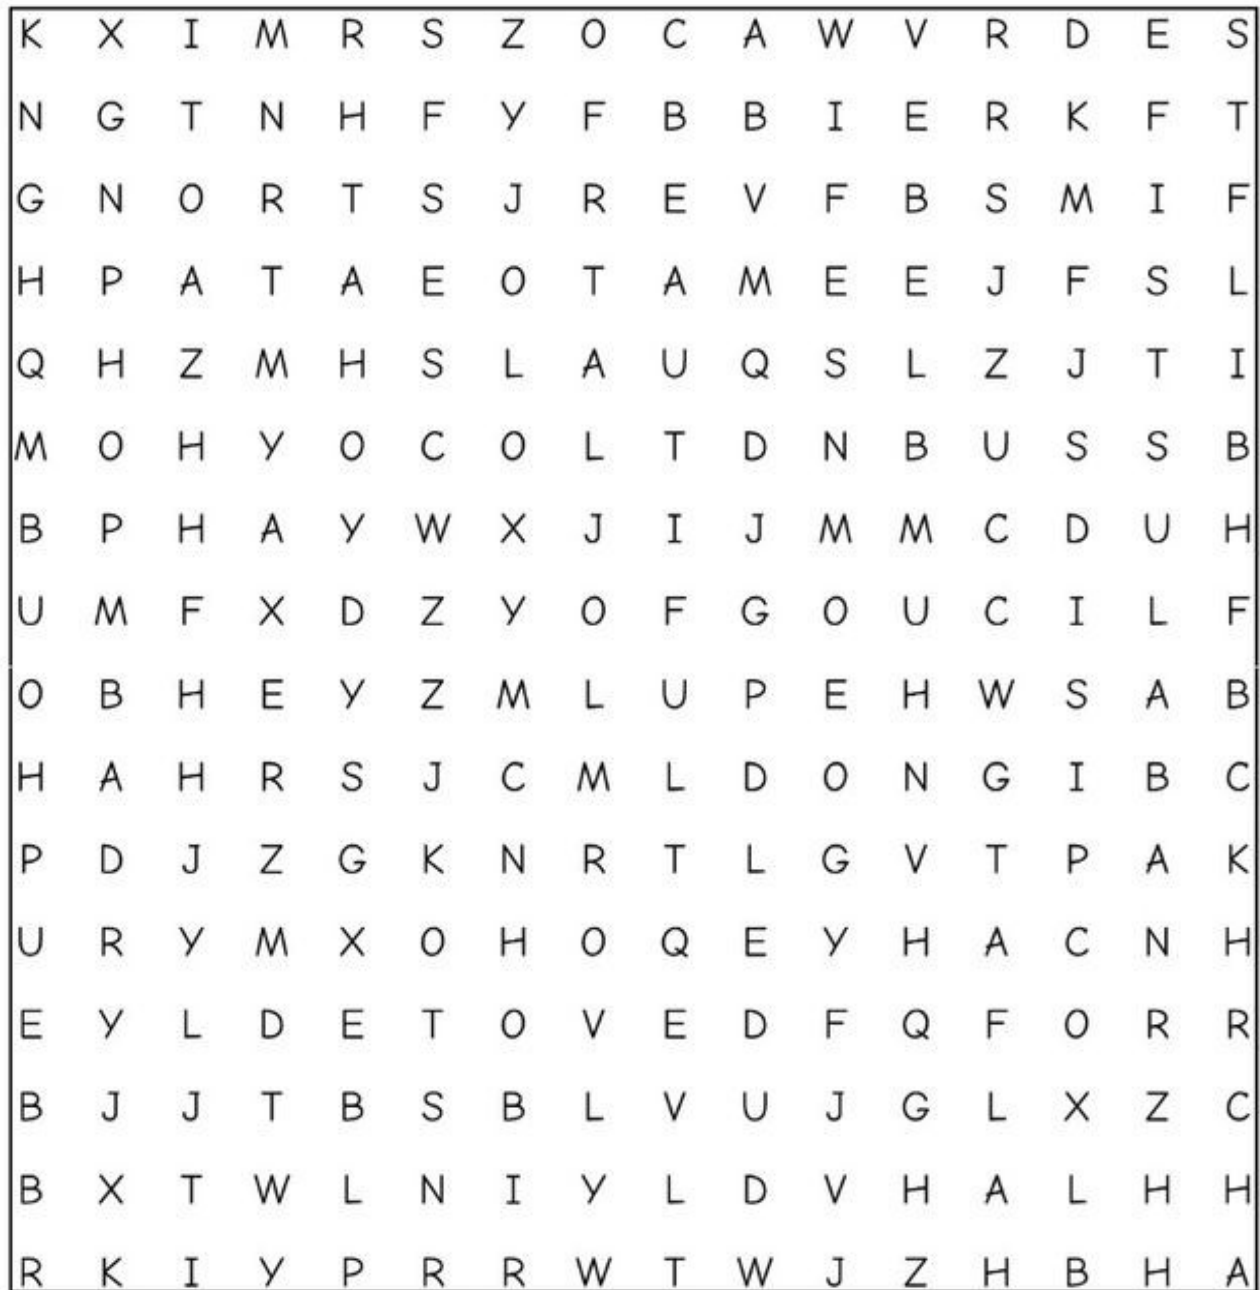 K X I M R S Z O C A W V R D E S
N G T N H F Y F B B I E R K F T
G N O R T S J R E V F B S M I F
H P A T A E O T A M E E J F S L
Q H Z M H S L A U Q S L Z J T I
M O H Y O C O L T D N B U S S B
B P H A Y W X J I J M M C D U H
U M F X D Z Y O F G O U C I L F
O B H E Y Z M L U P E H W S A B
H A H R S J C M L D O N G I B C
P D J Z G K N R T L G V T P A K
U R Y M X O H O Q E Y H A C N H
E Y L D E T O V E D F Q F O R R
B J J T B S B L V U J G L X Z C
B X T W L N I Y L D V H A L H H
R K I Y P R R W T W J Z H B H A